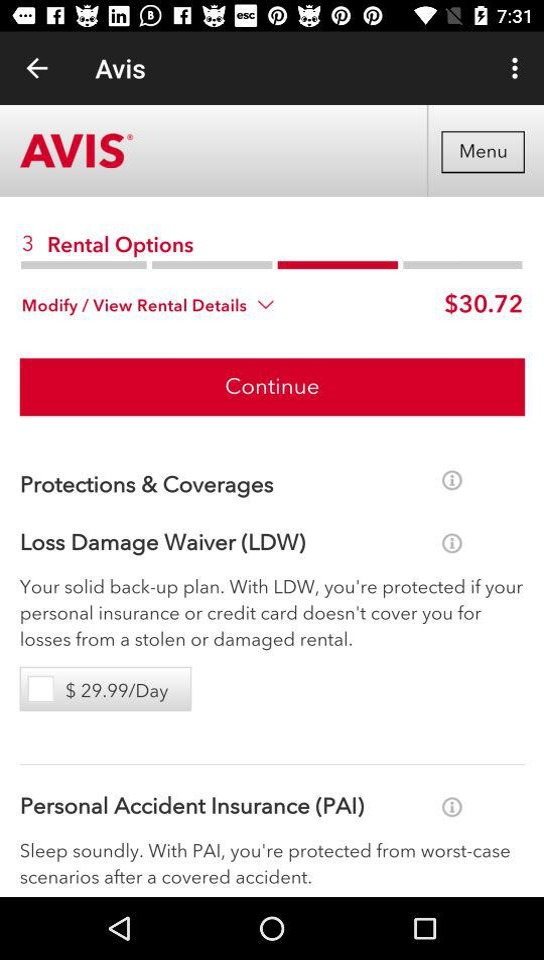 esc 7:31
Avis
AVIS®
Menu
3 Rental Options
Modify / View Rental Details $30.72
Continue
Protections & Coverages
Loss Damage Waiver (LDW)
Your solid back-up plan. With LDW, you're protected if your
personal insurance or credit card doesn't cover you for
losses from a stolen or damaged rental.
$ 29.99/Day
Personal Accident Insurance (PAI)
Sleep soundly. With PAI, you're protected from worst-case
scenarios after a covered accident.